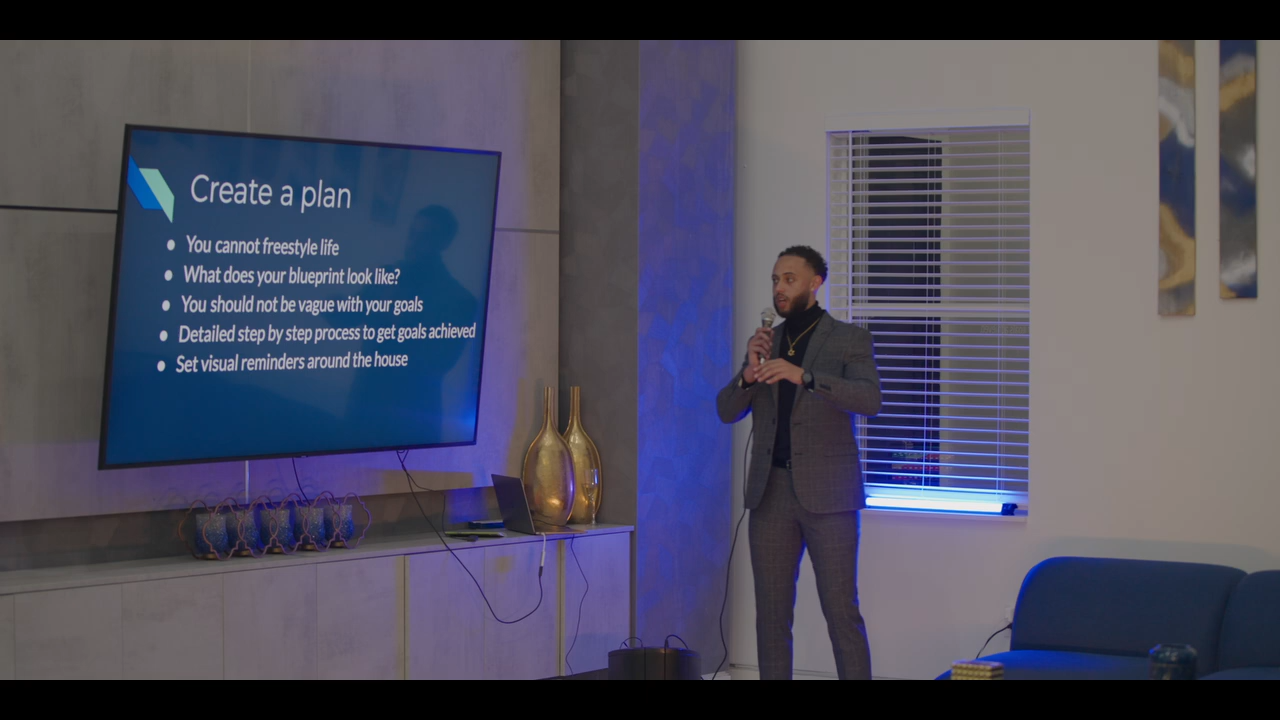 Create a plan
You cannot freestyle life
What does your blueprint look like?
You should not be vague with your goals
Detailed step by step process to get goals achieved
Set visual reminders around the house